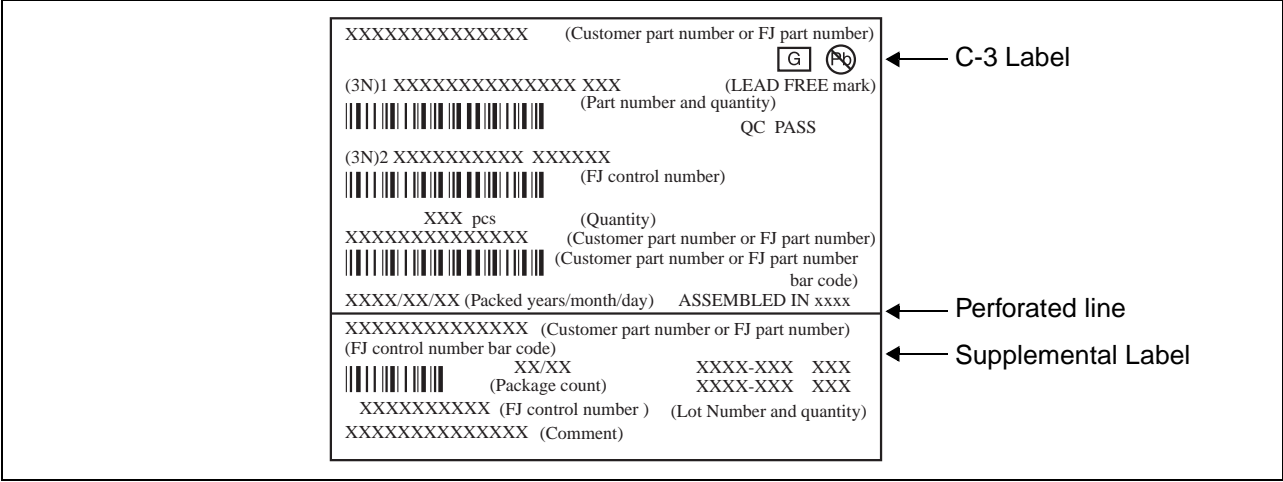 XXXXXXXXXXXXXX (Customer part number or FJ part number)
G Pb
C-3 Label
(3N)1 XXXXXXXXXXXXXX XXX (LEAD FREE mark)
(Part number and quantity)
QC PASS
(3N)2 XXXXXXXXXX XXXXXX
(FJ control number)
XXX pcs (Quantity)
XXXXXXXXXXXXXX (Customer part number or FJ part number)
(Customer part number or FJ part number
bar code)
XXXX/XX/XX (Packed years/month/day) ASSEMBLED IN xxxx
Perforated line
XXXXXXXXXXXXXX (Customer part number or FJ part number)
(FJ control number bar code)
Supplemental Label
XX/XX XXXX-XXX XXX
(Package count) XXXX-XXX XXX
XXXXXXXXXX (FJ control number ) (Lot Number and quantity)
XXXXXXXXXXXXXX (Comment)